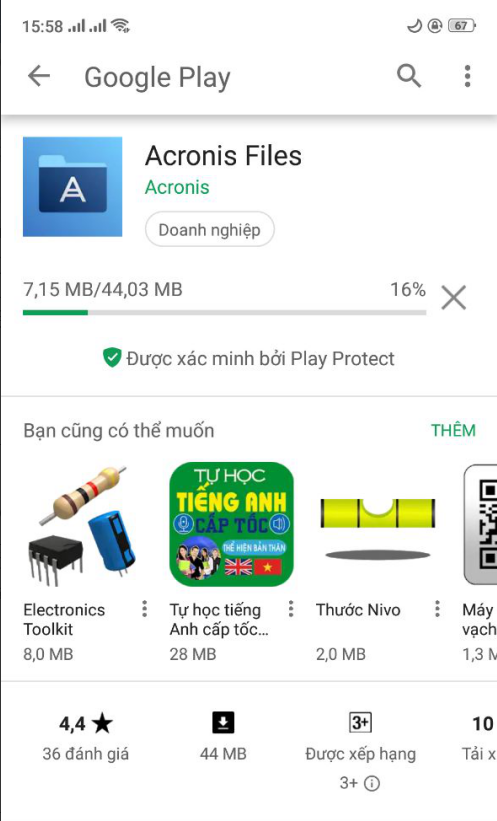 15:58
67
Google Play
Acronis Files
Acronis
Doanh nghiệp
7,15 MB/44,03 MB 16%
Được xác minh bởi Play Protect
Bạn cũng có thể muốn THÊM
TỰ HỌC
TIẾNG ANH
CẤP TỐC
THỂ HIỆN BẢN THÂN
Electronics Toolkit
8,0 MB
Tự học tiếng Anh cấp tốc...
28 MB
Thước Nivo
2,0 MB
Máy
vạch
1,3 M
4,4 ★
36 đánh giá
44 MB
3+
Được xếp hạng
3+
10
Tải x